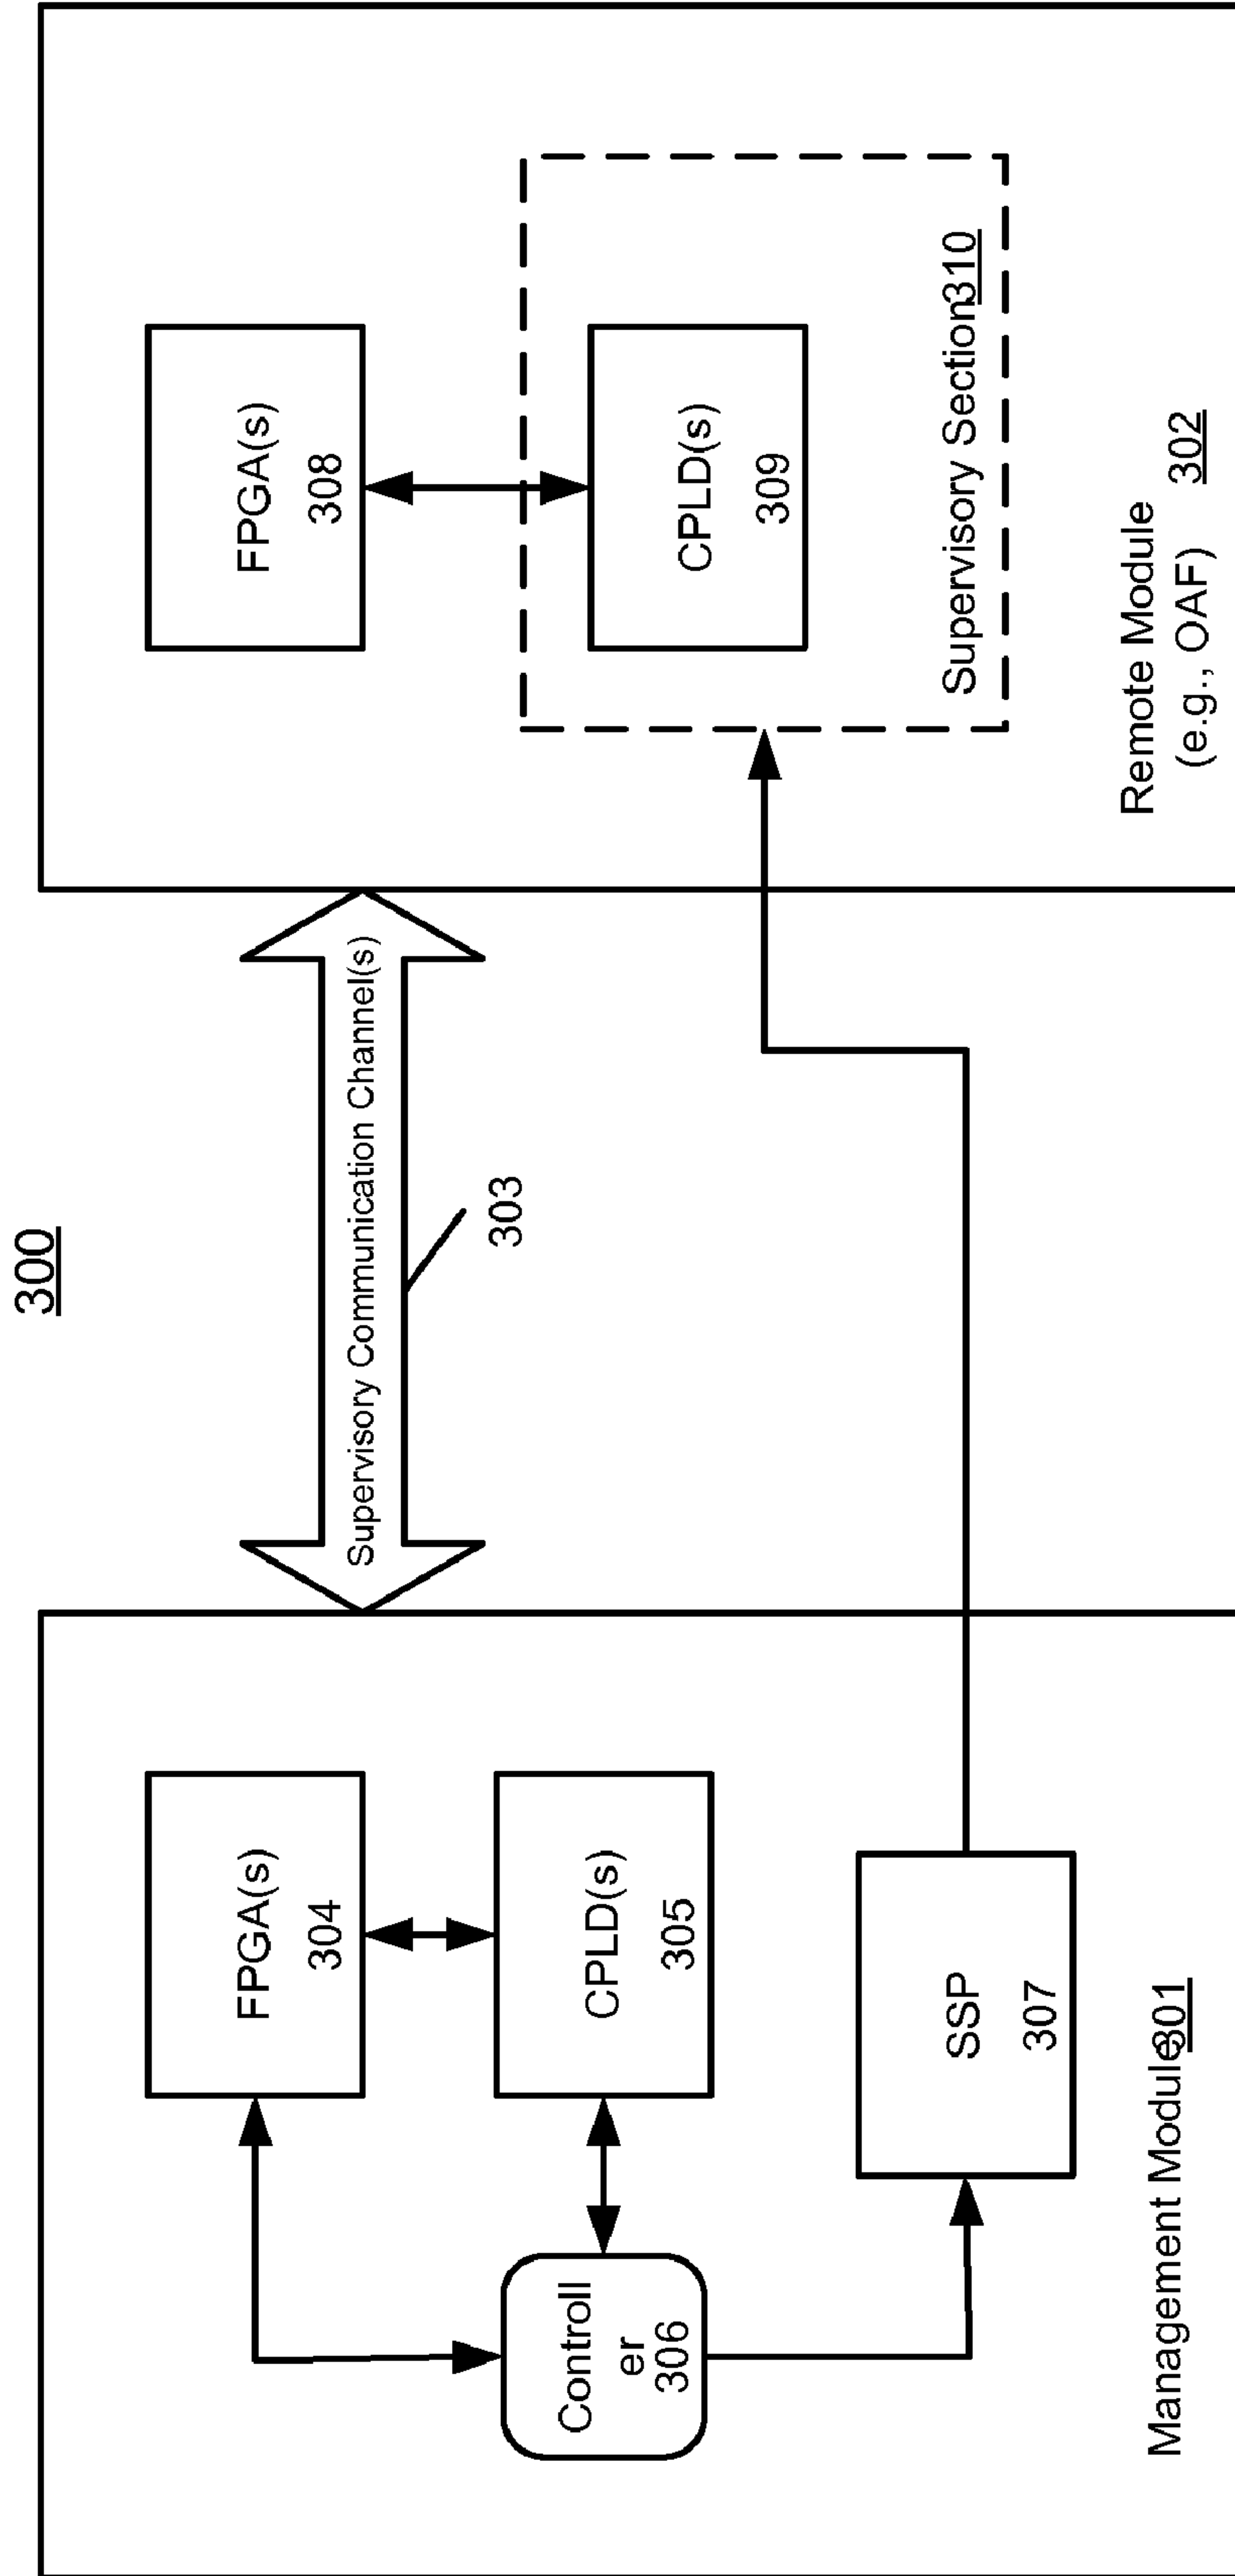 300
FPGA(s)
304
CPLD(s)
305
Controll
er
306
SSP
307
Management Module301
Supervisory Communication Channel(s)
303
FPGA(s)
308
CPLD(s)
309
Supervisory Section310
Remote Module 302
(e.g., OAF)